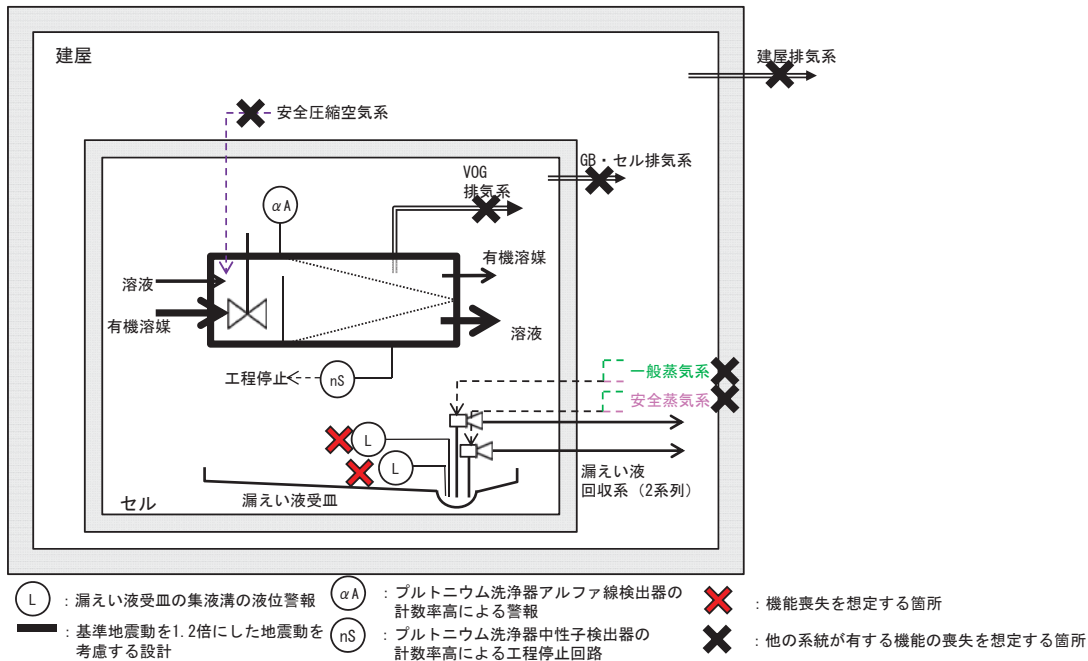 建屋
建屋排気系
安全圧縮空気系
GB・セル排気系
VOG
排気系
αA
有機溶媒
溶液
有機溶媒
溶液
工程停止
nS
一般蒸気系
安全蒸気系
L
L
漏えい液
回収系（2系列）
漏えい液受皿
セル
L
：漏えい液受皿の集液溝の液位警報
：基準地震動を1.2倍にした地震動を
考慮する設計
αA
：プルトニウム洗浄器アルファ線検出器の
計数率高による警報
nS
：プルトニウム洗浄器中性子検出器の
計数率高による工程停止回路
：機能喪失を想定する箇所
：他の系統が有する機能の喪失を想定する箇所